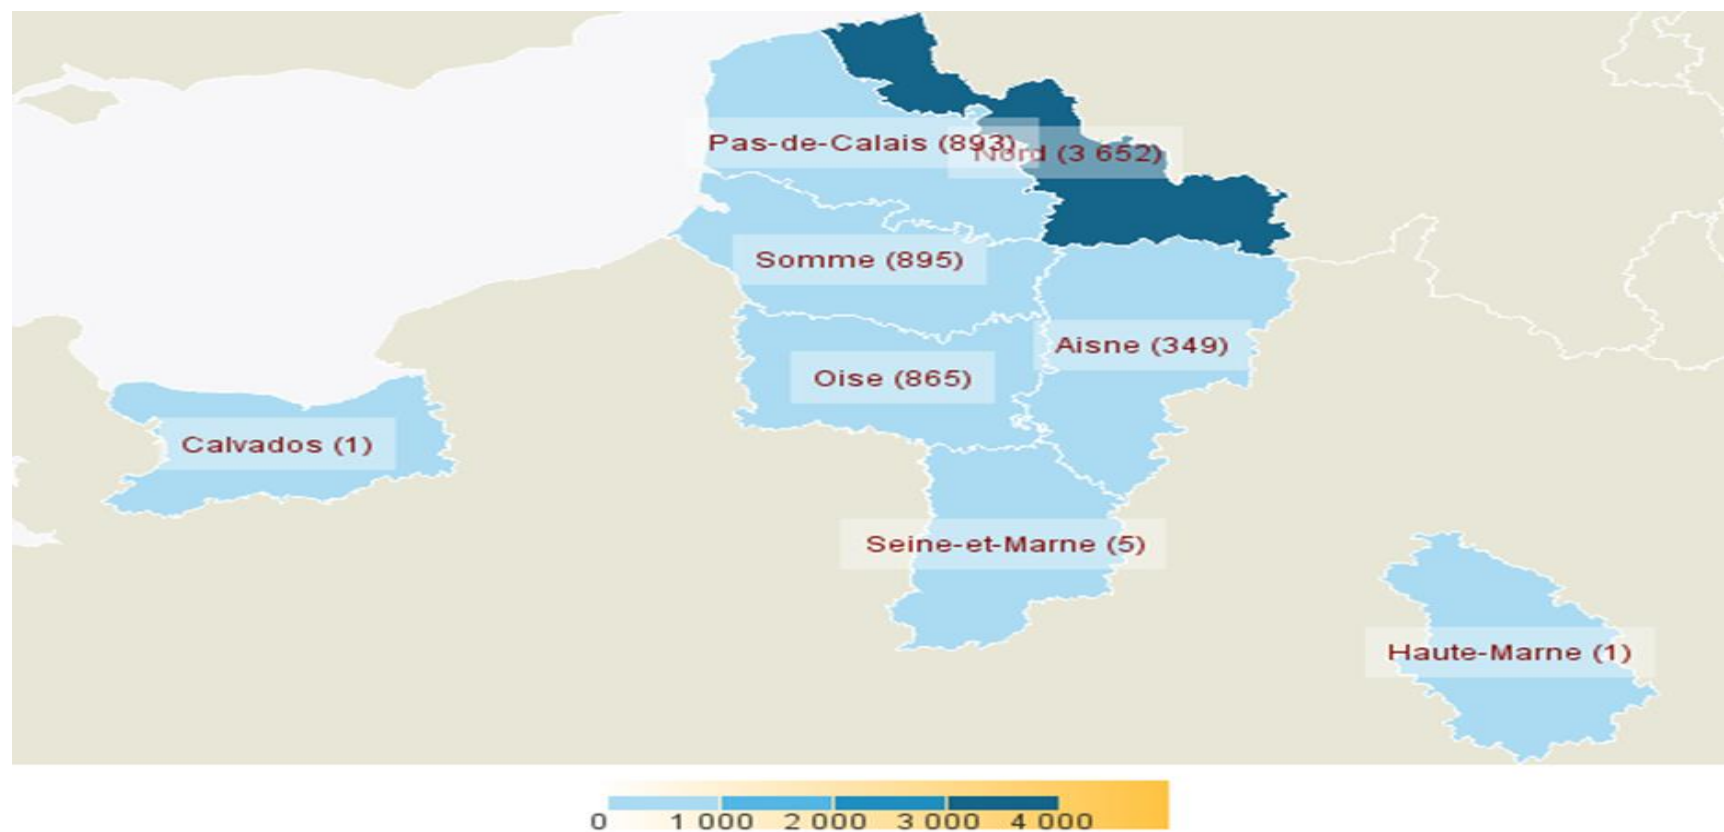 Pas-de-Calais (893)
Nord (3 652)
Somme (895)
Aisne (349)
Oise (865)
Calvados (1)
Seine-et-Marne (5)
Haute-Marne (1)
0 1 000 2 000 3 000 4 000